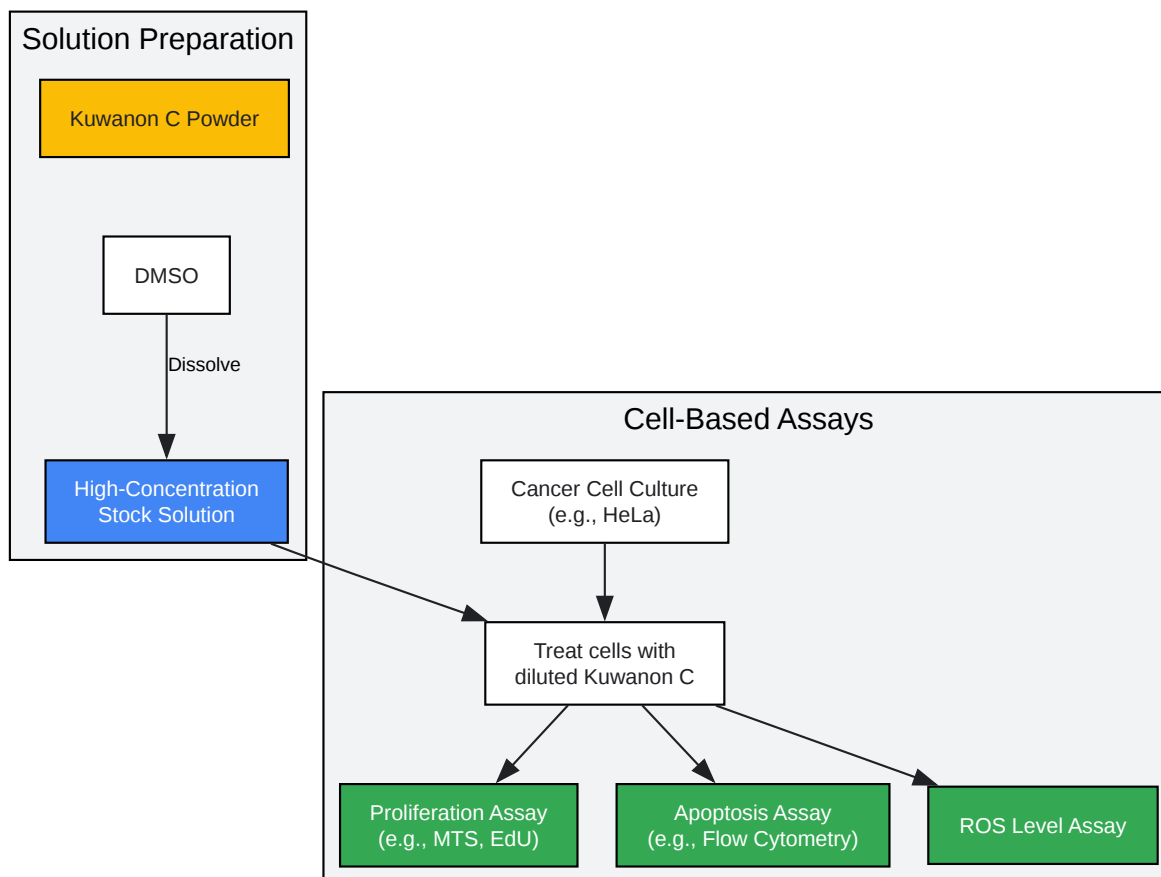 Solution Preparation
Kuwanon C Powder
DMSO
Dissolve
High-Concentration
Stock Solution
Cell-Based Assays
Cancer Cell Culture
(e.g., HeLa)
Treat cells with
diluted Kuwanon C
Proliferation Assay
(e.g., MTS, EdU)
Apoptosis Assay
(e.g., Flow Cytometry)
ROS Level Assay